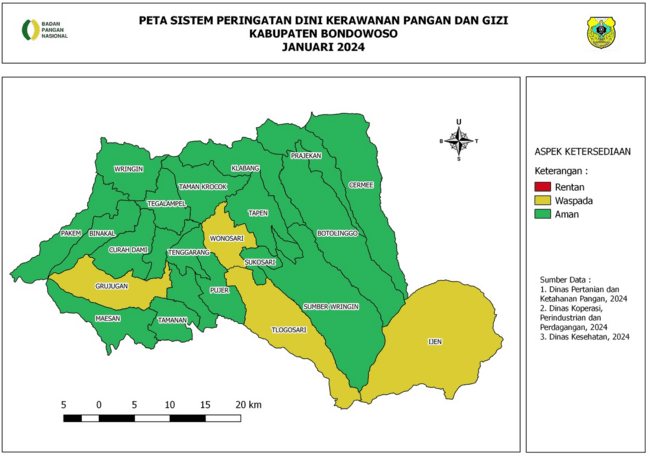 BADAN
PANGAN
NASIONAL
PETA SISTEM PERINGATAN DINI KERAWANAN PANGAN DAN GIZI
KABUPATEN BONDOWOSO
JANUARI 2024
U
B T
S
PRAJEKAN
WRINGIN
KLABANG
CERMEE
TAMAN KROCOK
TEGALAMPEL
TAPEN
PAKEM
BINAKAL
BOTOLINGGO
WONOSARI
CURAH DAMI
TENGGARANG
SUKOSARI
GRUJUGAN
PUJER
SUMBER WRINGIN
MAESAN
TAMANAN
TLOGOSARI
IJEN
5 0 5 10 15 20 km
ASPEK KETERSEDIAAN
Keterangan :
Rentan
Waspada
Aman
Sumber Data :
1. Dinas Pertanian dan
Ketahanan Pangan, 2024
2. Dinas Koperasi,
Perindustrian dan
Perdagangan, 2024
3. Dinas Kesehatan, 2024